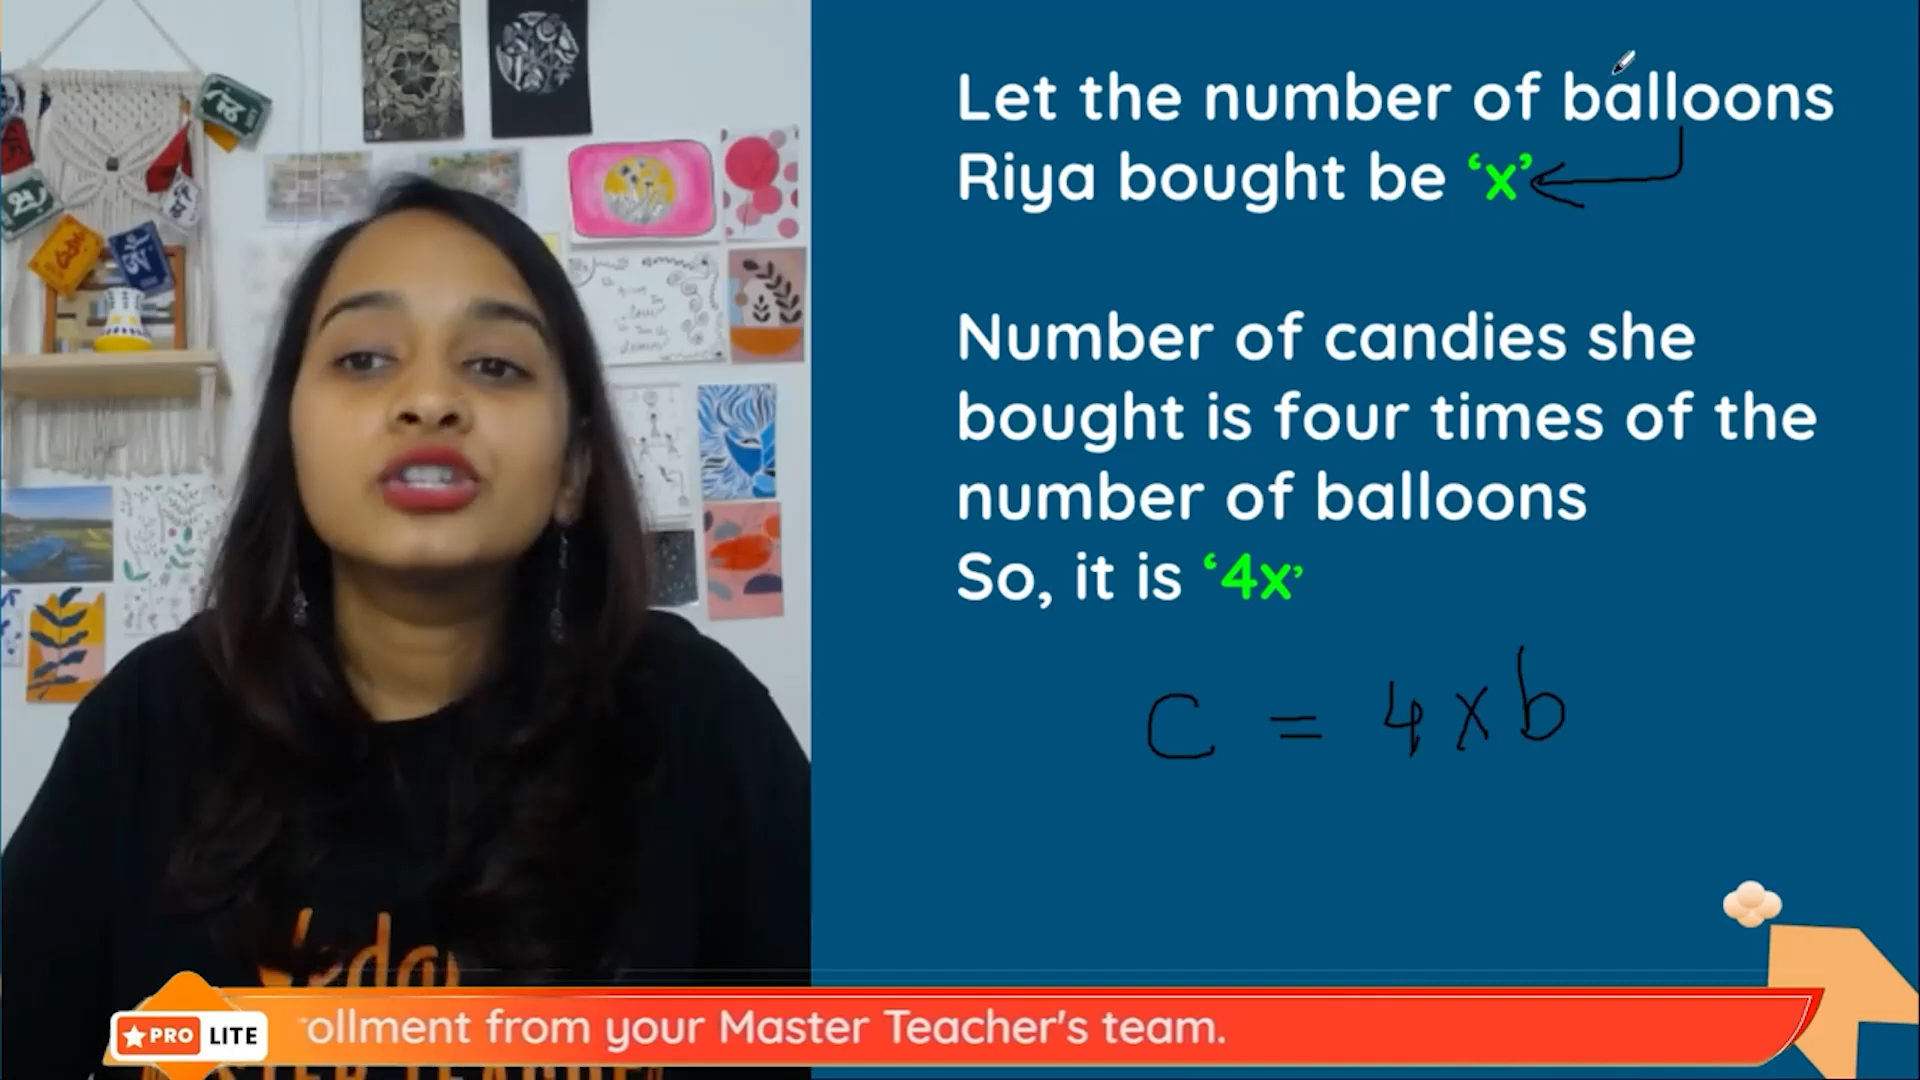 Let the number of balloons
Riya bought be ‘x’
Number of candies she
bought is four times of the
number of balloons
So, it is ‘4x’
c = 4 x b
PRO LITE
ollment from your Master Teacher's team.